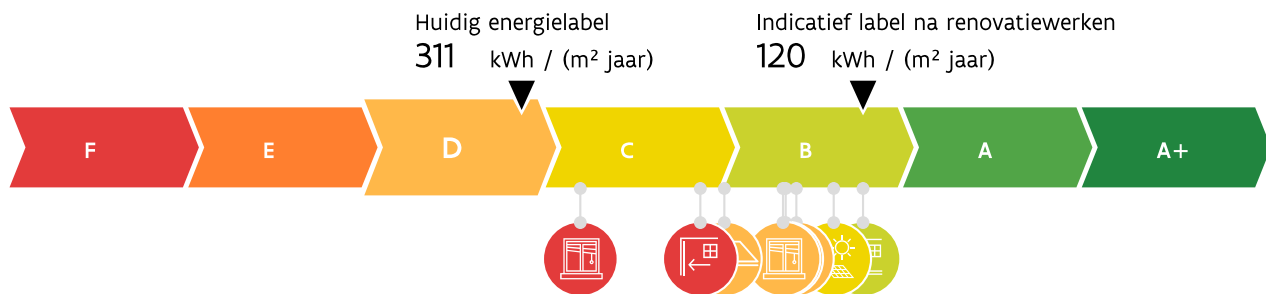 Huidig energielabel
311 kWh / (m² jaar)
Indicatief label na renovatiewerken
120 kWh / (m² jaar)
F E D C B A A+